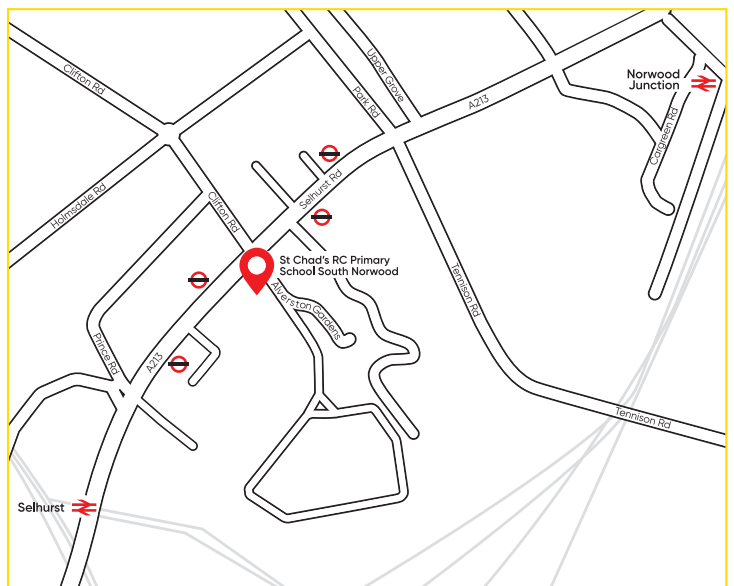 Clifton Rd
Upper Grove
Park Rd
A213
Norwood
Junction
Cargreen Rd
Holmsdole Rd
Clifton Rd
Selhurst Rd
St Chad's RC Primary
School South Norwood
Alverston Gardens
Tennison Rd
Prince Rd
A213
Tennison Rd
Selhurst